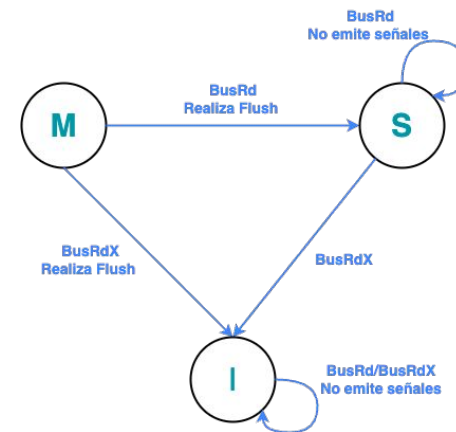 BusRd
No emite señales
BusRd
Realiza Flush
M
S
BusRdX
Realiza Flush
BusRdX
I
BusRd/BusRdX
No emite señales